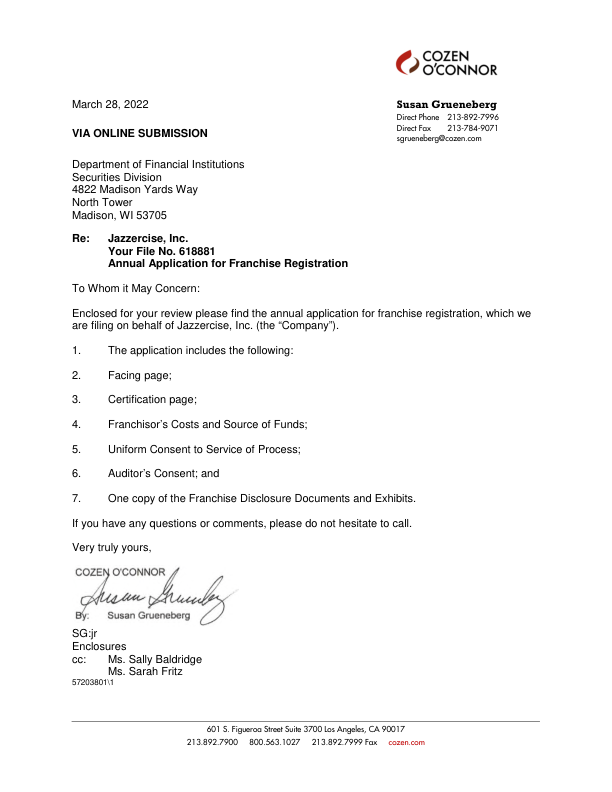 COZEN
O'CONNOR
March 28, 2022
Susan Grueneberg
Direct Phone 213-892-7996
Direct Fax 213-784-9071
sgrueneberg@cozen.com
VIA ONLINE SUBMISSION
Department of Financial Institutions
Securities Division
4822 Madison Yards Way
North Tower
Madison, WI 53705
Re: Jazzercise, Inc.
Your File No. 618881
Annual Application for Franchise Registration
To Whom it May Concern:
Enclosed for your review please find the annual application for franchise registration, which we
are filing on behalf of Jazzercise, Inc. (the “Company”).
1. The application includes the following:
2. Facing page;
3. Certification page;
4. Franchisor’s Costs and Source of Funds;
5. Uniform Consent to Service of Process;
6. Auditor’s Consent; and
7. One copy of the Franchise Disclosure Documents and Exhibits.
If you have any questions or comments, please do not hesitate to call.
Very truly yours,
COZEN O'CONNOR
Susan Grueneberg
By: Susan Grueneberg
SG:jr
Enclosures
cc: Ms. Sally Baldridge
Ms. Sarah Fritz
57203801\1
601 S. Figueroa Street Suite 3700 Los Angeles, CA 90017
213.892.7900 800.563.1027 213.892.7999 Fax cozen.com